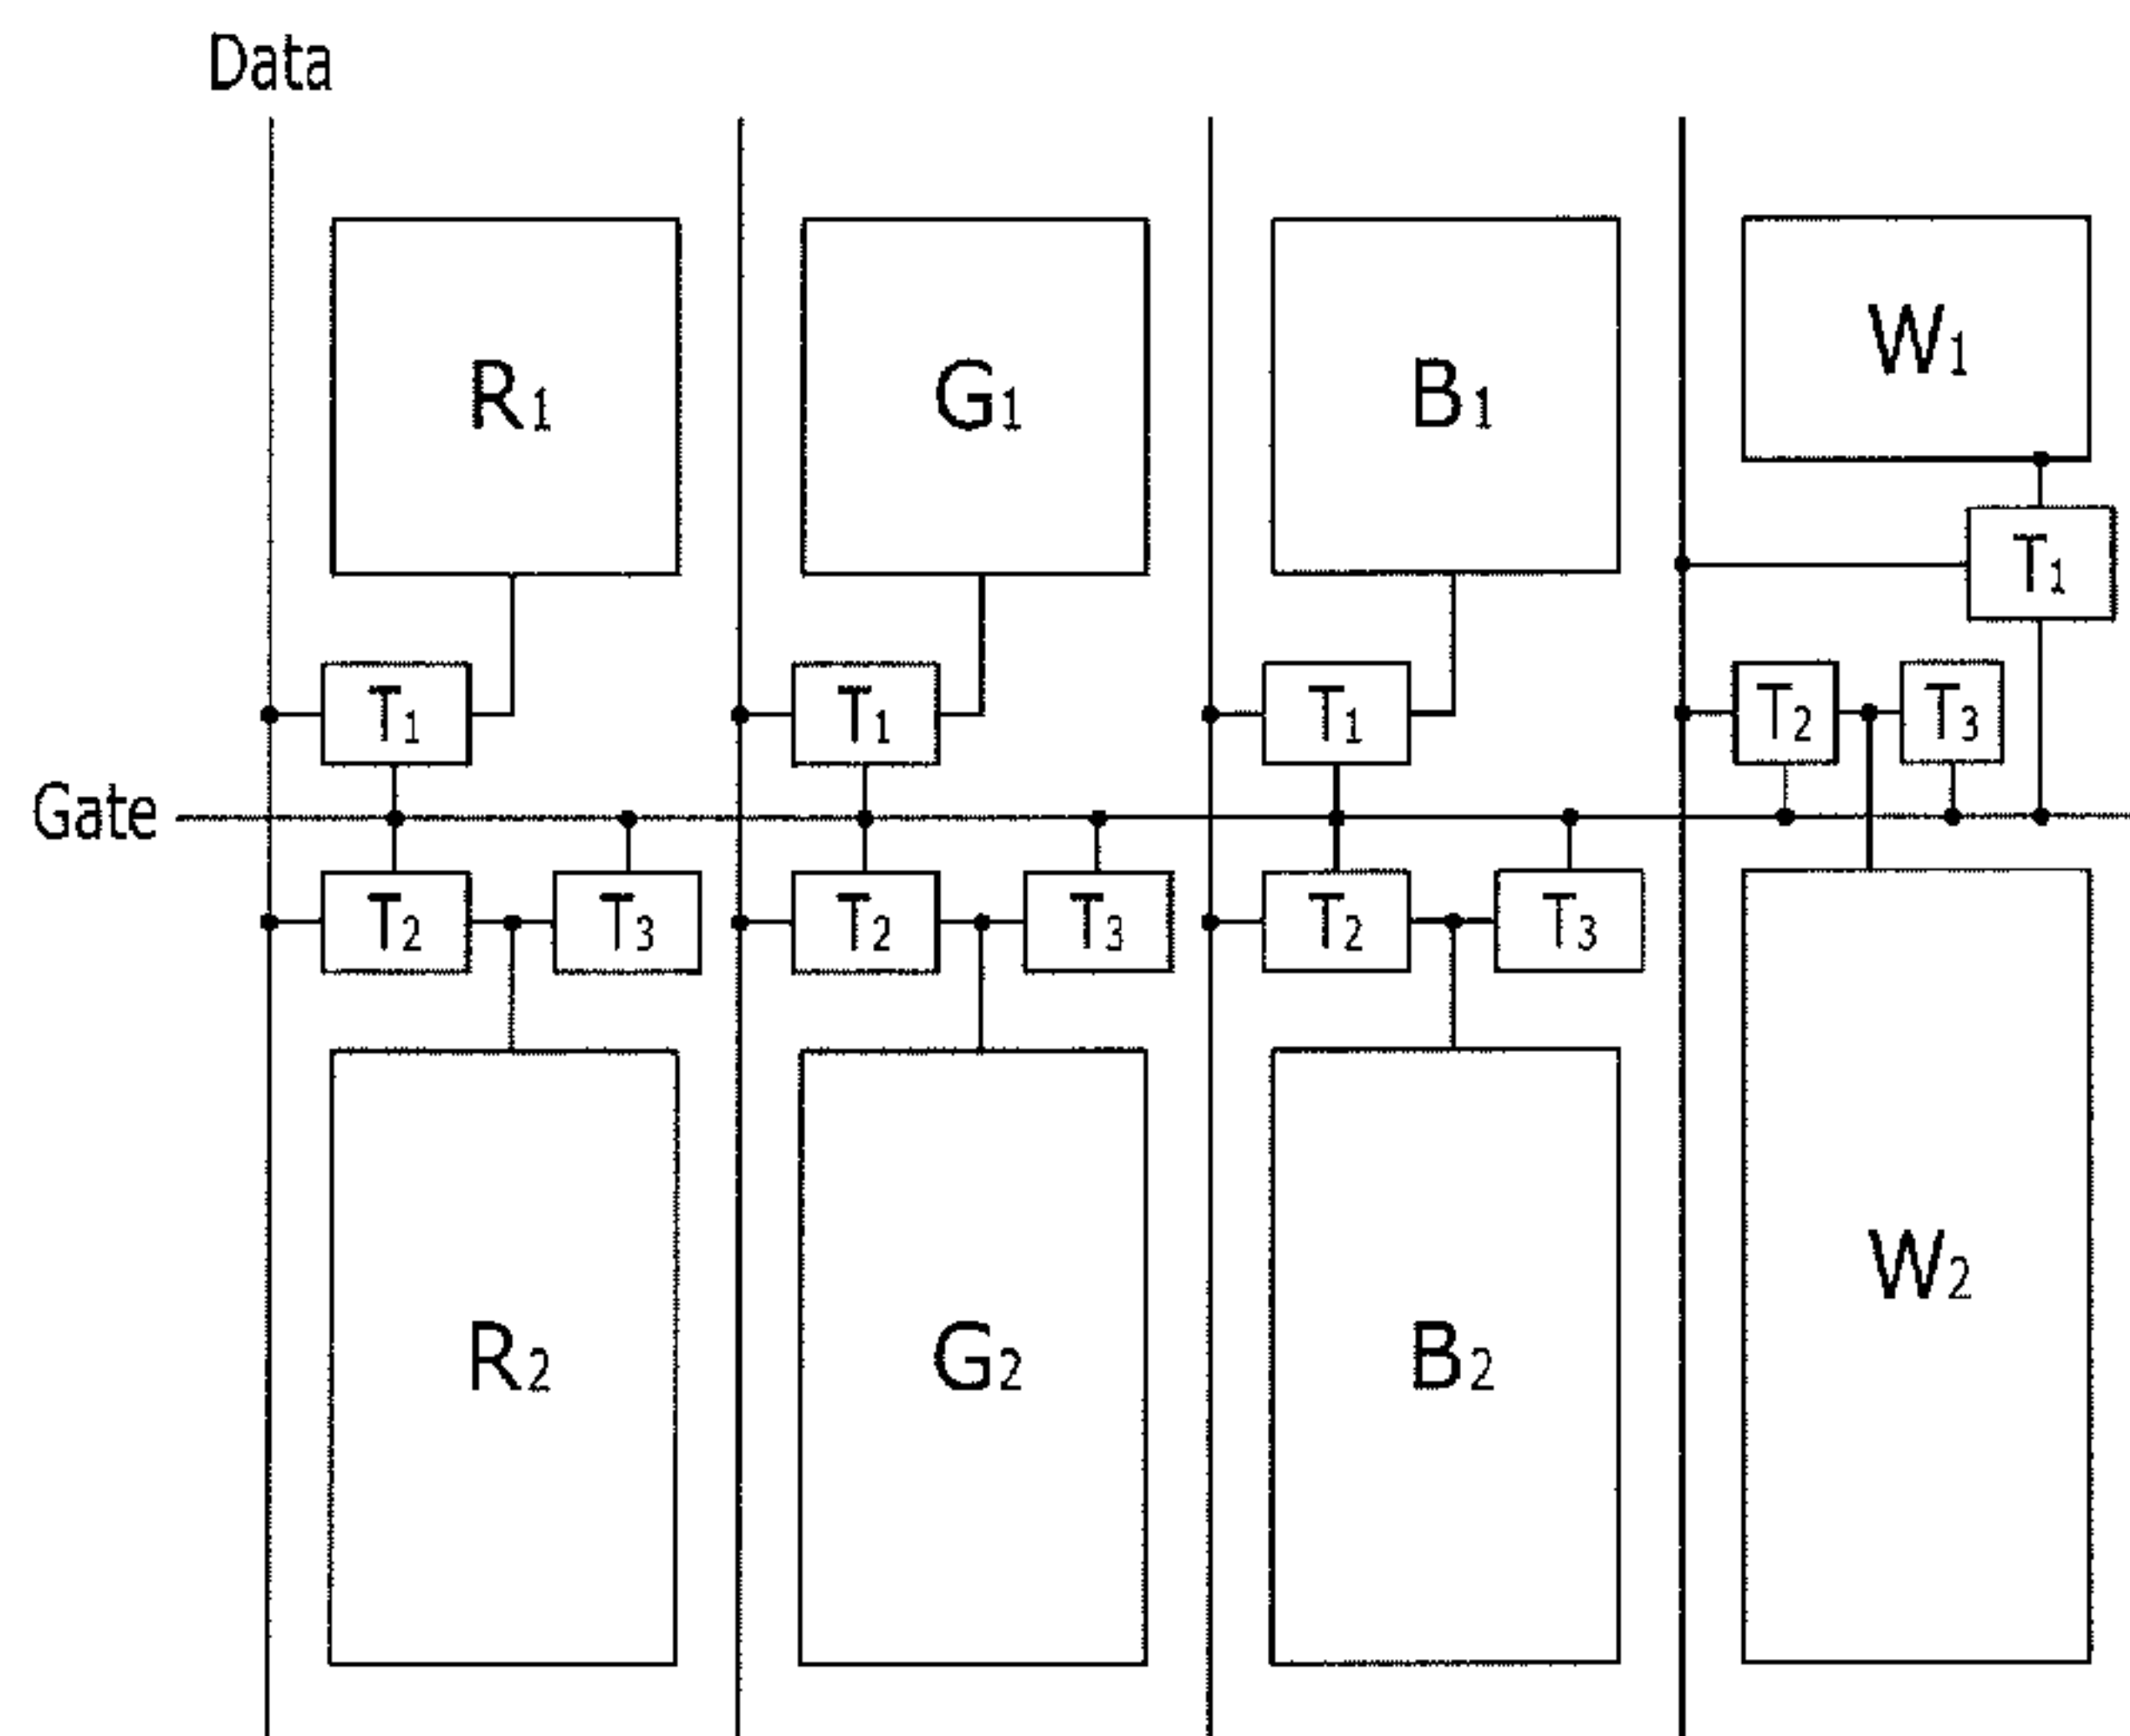 Data
R₁ G₁ B₁ W₁
T₁
T₁ T₁ T₁ T₂ T₃
Gate
T₂ T₃ T₂ T₃ T₂ T₃
W₂
R₂ G₂ B₂